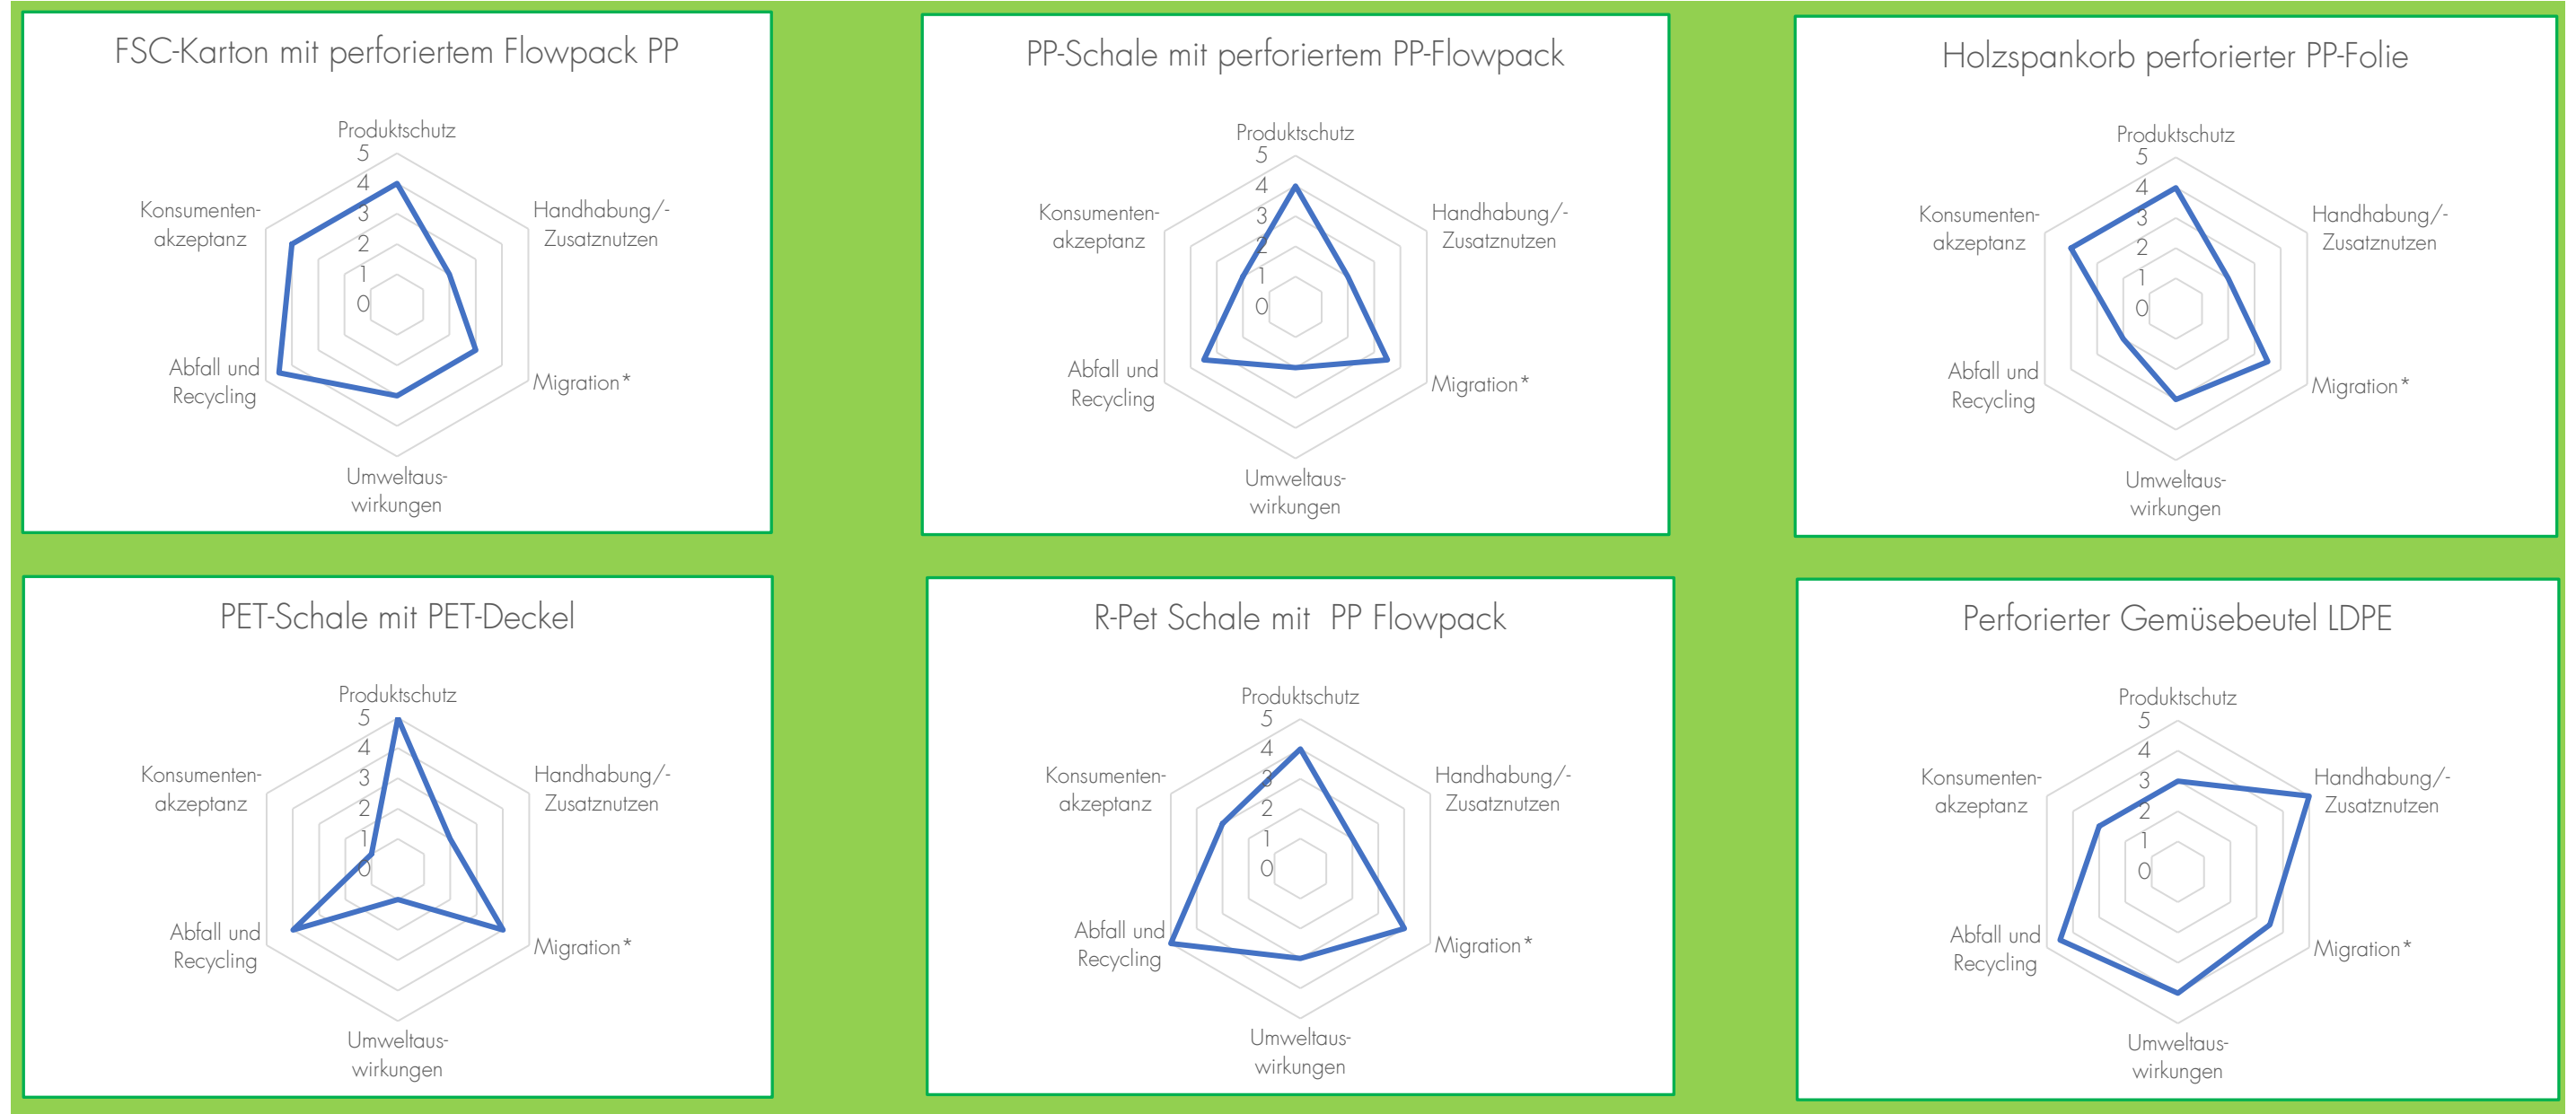 FSC-Karton mit perforiertem Flowpack PP
Produktschutz
5
4
3
2
1
0
Handhabung/-
Zusatznutzen
Migration*
Umweltaus-
wirkungen
Abfall und
Recycling
Konsumenten-
akzeptanz
PP-Schale mit perforiertem PP-Flowpack
Produktschutz
5
4
3
2
1
0
Handhabung/-
Zusatznutzen
Migration*
Umweltaus-
wirkungen
Abfall und
Recycling
Konsumenten-
akzeptanz
Holzspankorb perforierter PP-Folie
Produktschutz
5
4
3
2
1
0
Handhabung/-
Zusatznutzen
Migration*
Umweltaus-
wirkungen
Abfall und
Recycling
Konsumenten-
akzeptanz
PET-Schale mit PET-Deckel
Produktschutz
5
4
3
2
1
0
Handhabung/-
Zusatznutzen
Migration*
Umweltaus-
wirkungen
Abfall und
Recycling
Konsumenten-
akzeptanz
R-Pet Schale mit  PP Flowpack
Produktschutz
5
4
3
2
1
0
Handhabung/-
Zusatznutzen
Migration*
Umweltaus-
wirkungen
Abfall und
Recycling
Konsumenten-
akzeptanz
Perforierter Gemüsebeutel LDPE
Produktschutz
5
4
3
2
1
0
Handhabung/-
Zusatznutzen
Migration*
Umweltaus-
wirkungen
Abfall und
Recycling
Konsumenten-
akzeptanz